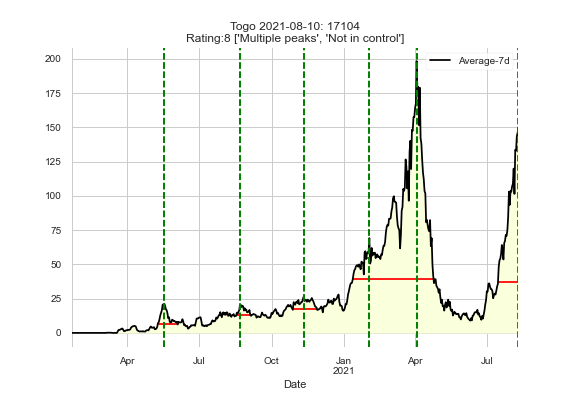 Togo 2021-08-10: 17104
Rating:8 ['Multiple peaks', 'Not in control']
Average-7d
200
175
150
125
100
75
50
25
0
Apr
Jul
Oct
Jan
2021
Apr
Jul
Date